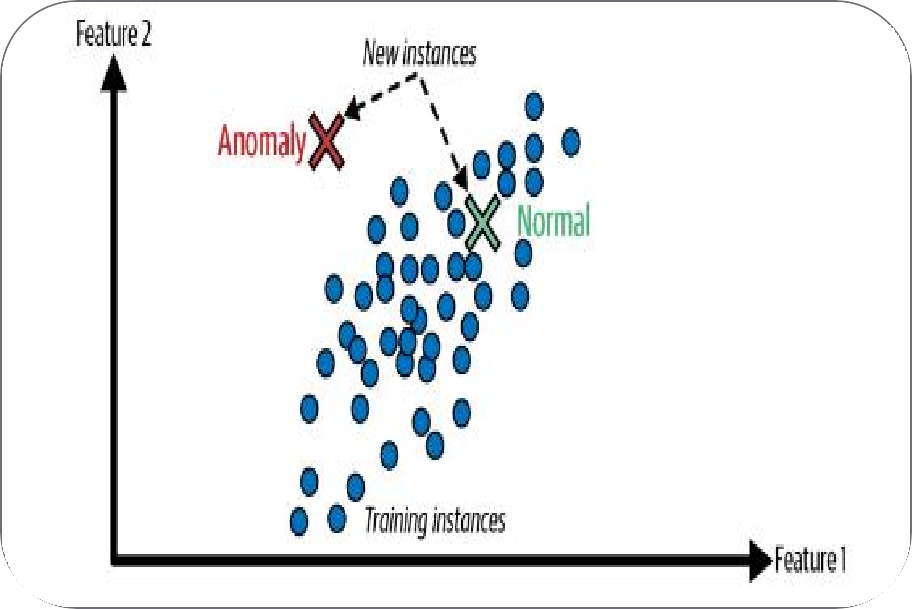 Feature 2
New instances
Anomaly
Normal
Training instances
Feature 1